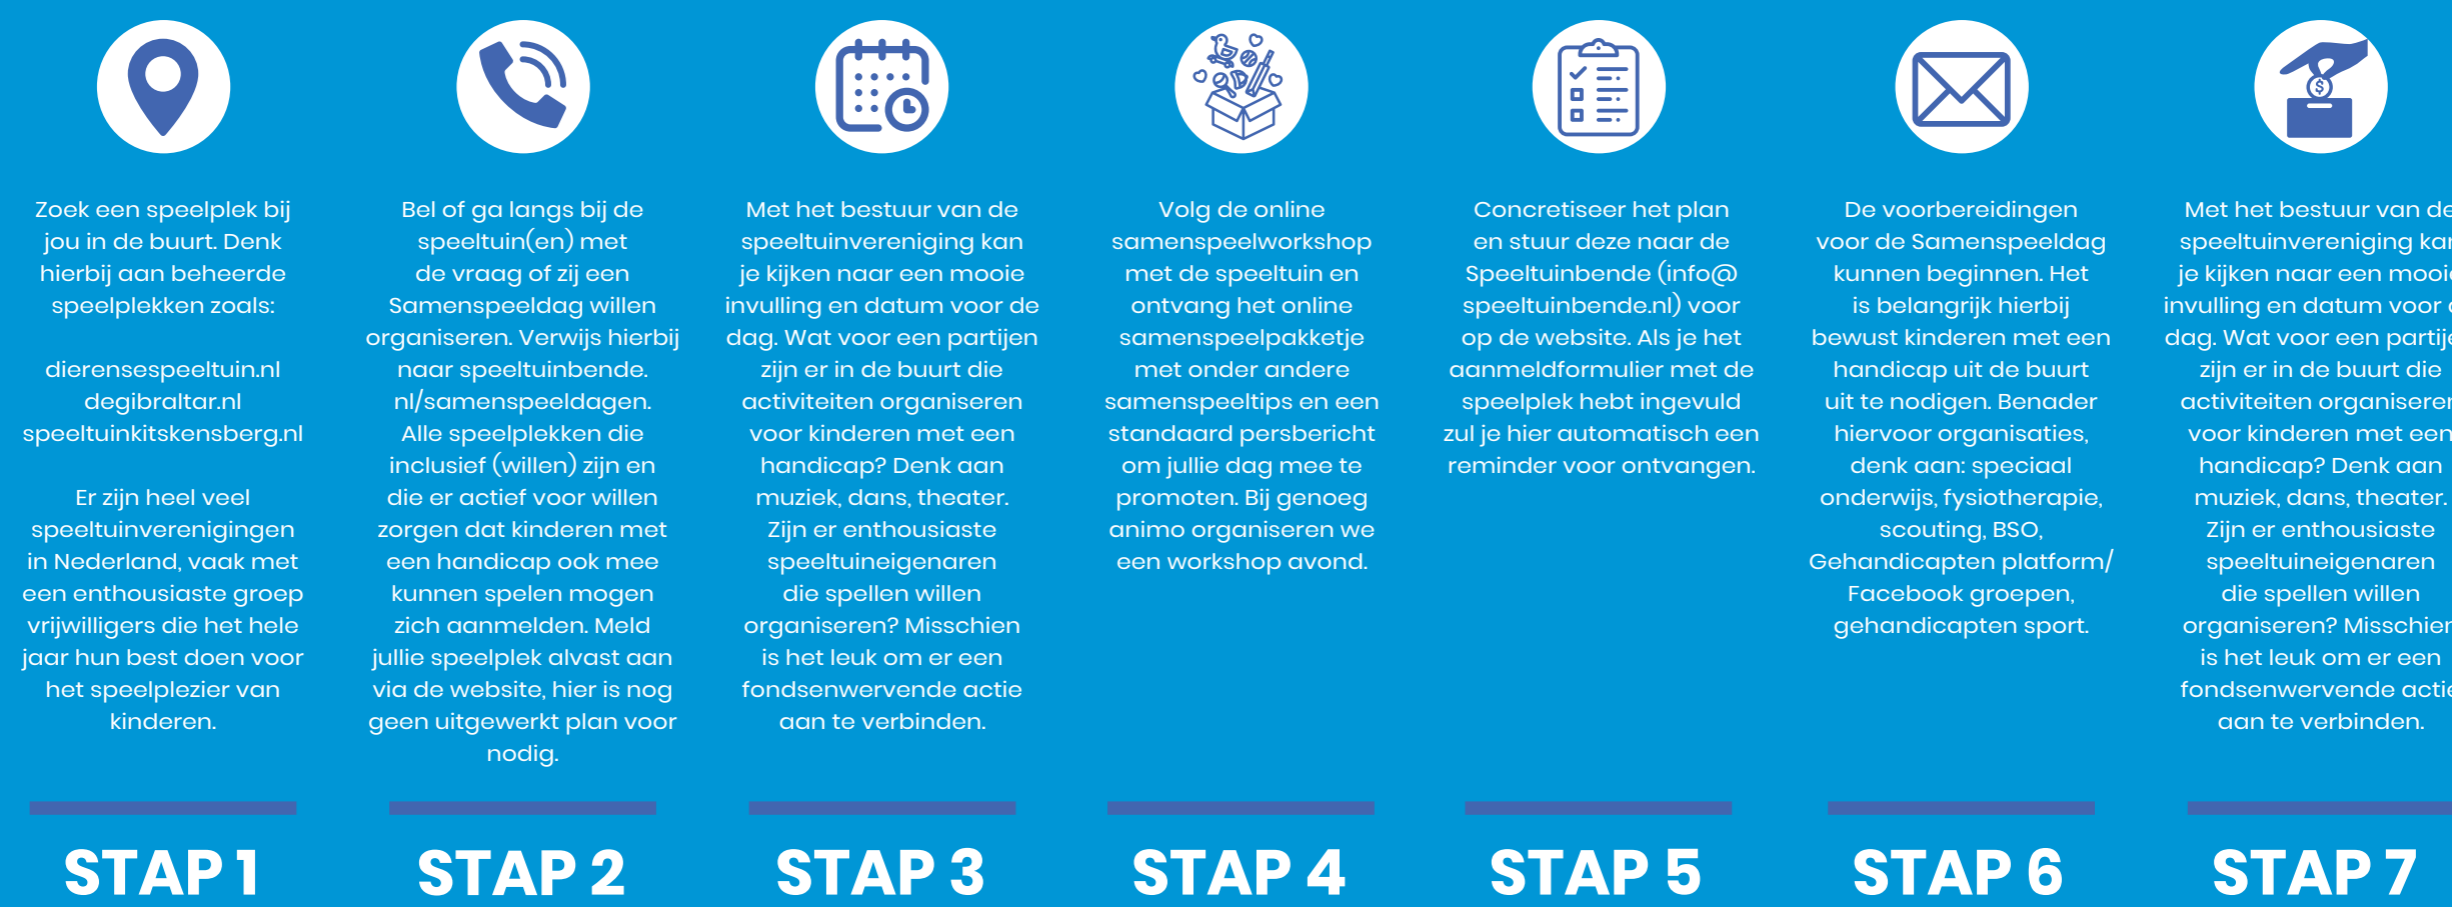 Zoek een speelplek bij
jou in de buurt. Denk
hierbij aan beheerde
speelplekken zoals:
dierensespeeltuin.nl
degibraltar.nl
speeltuinkitskensberg.nl
Er zijn heel veel
speeltuinverenigingen
in Nederland, vaak met
een enthousiaste groep
vrijwilligers die het hele
jaar hun best doen voor
het speelplezier van
kinderen.
STAP 1
Bel of ga langs bij de
speeltuin(en) met
de vraag of zij een
Samenspeeldag willen
organiseren. Verwijs hierbij
naar speeltuinbende.
nl/samenspeeldagen.
Alle speelplekken die
inclusief (willen) zijn en
die er actief voor willen
zorgen dat kinderen met
een handicap ook mee
kunnen spelen mogen
zich aanmelden. Meld
jullie speelplek alvast aan
via de website, hier is nog
geen uitgewerkt plan voor
nodig.
STAP 2
Met het bestuur van de
speeltuinvereniging kan
je kijken naar een mooie
invulling en datum voor de
dag. Wat voor een partijen
zijn er in de buurt die
activiteiten organiseren
voor kinderen met een
handicap? Denk aan
muziek, dans, theater.
Zijn er enthousiaste
speeltuineigenaren
die spellen willen
organiseren? Misschien
is het leuk om er een
fondsenwervende actie
aan te verbinden.
STAP 3
Volg de online
samenspeelworkshop
met de speeltuin en
ontvang het online
samenspeelpakketje
met onder andere
samenspeeltips en een
standaard persbericht
om jullie dag mee te
promoten. Bij genoeg
animo organiseren we
een workshop avond.
STAP 4
Concretiseer het plan
en stuur deze naar de
Speeltuinbende (info@
speeltuinbende.nl) voor
op de website. Als je het
aanmeldformulier met de
speelplek hebt ingevuld
zul je hier automatisch een
reminder voor ontvangen.
STAP 5
De voorbereidingen
voor de Samenspeeldag
kunnen beginnen. Het
is belangrijk hierbij
bewust kinderen met een
handicap uit de buurt
uit te nodigen. Benader
hiervoor organisaties,
denk aan: speciaal
onderwijs, fysiotherapie,
scouting, BSO,
Gehandicapten platform/
Facebook groepen,
gehandicapten sport.
STAP 6
Met het bestuur van de
speeltuinvereniging kan
je kijken naar een mooie
invulling en datum voor
dag. Wat voor een
zijn er in de buurt die
activiteiten organiseren
voor kinderen met een
handicap? Denk aan
muziek, dans, theater.
Zijn er enthousiaste
speeltuineigenaren
die spellen willen
organiseren? Misschien
is het leuk om er een
fondsenwervende actie
aan te verbinden.
STAP 7